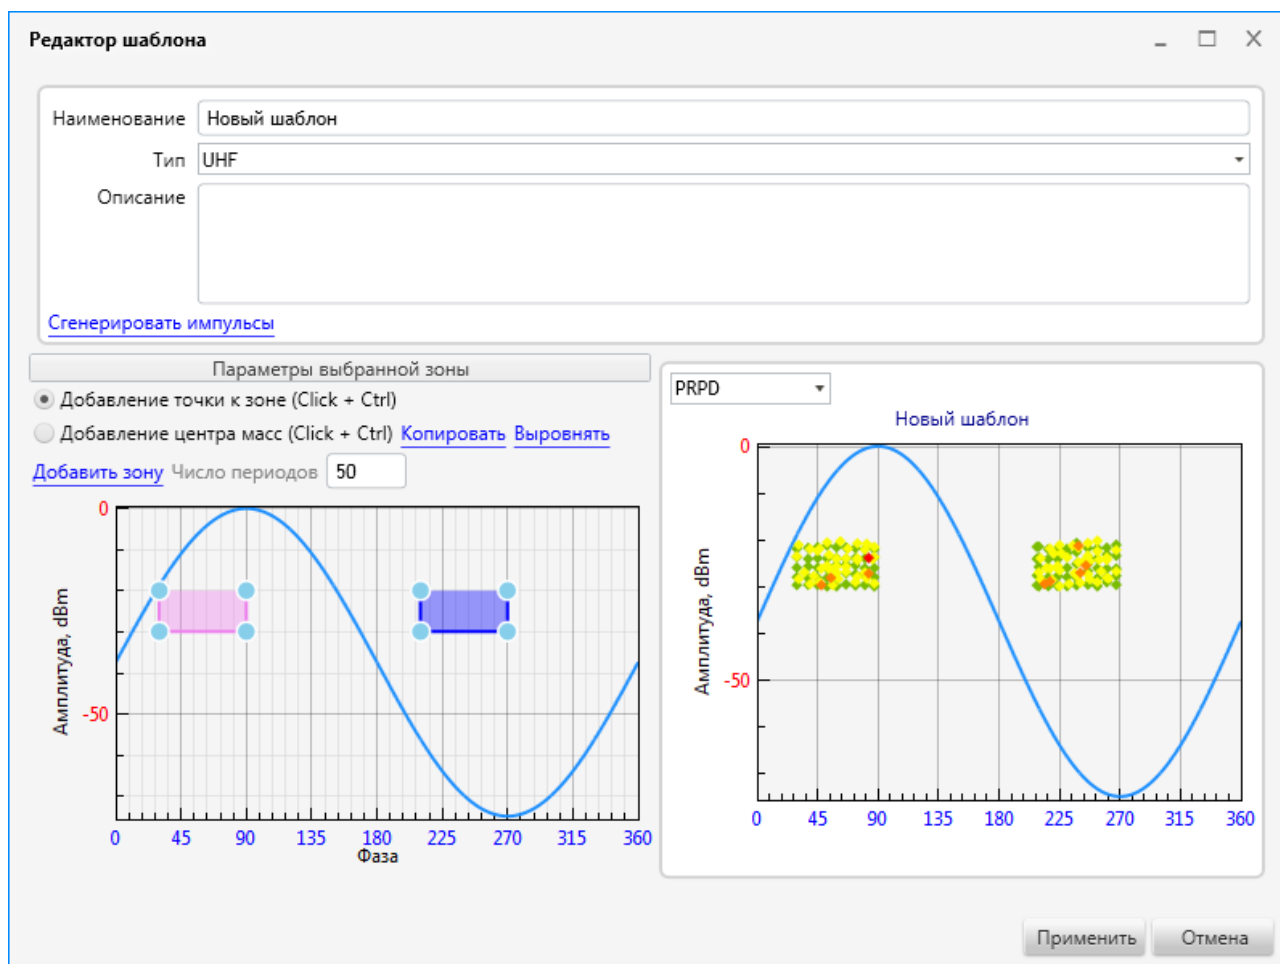 Редактор шаблона
Наименование Новый шаблон
Тип UHF
Описание
Сгенерировать импульсы
Параметры выбранной зоны
Добавление точки к зоне (Click + Ctrl)
Добавление центра масс (Click + Ctrl) Копировать Выровнять
Добавить зону Число периодов 50
0
-50
Амплитуда, dBm
0 45 90 135 180 225 270 315 360
Фаза
PRPD
Новый шаблон
0
-50
Амплитуда, dBm
0 45 90 135 180 225 270 315 360
Применить Отмена